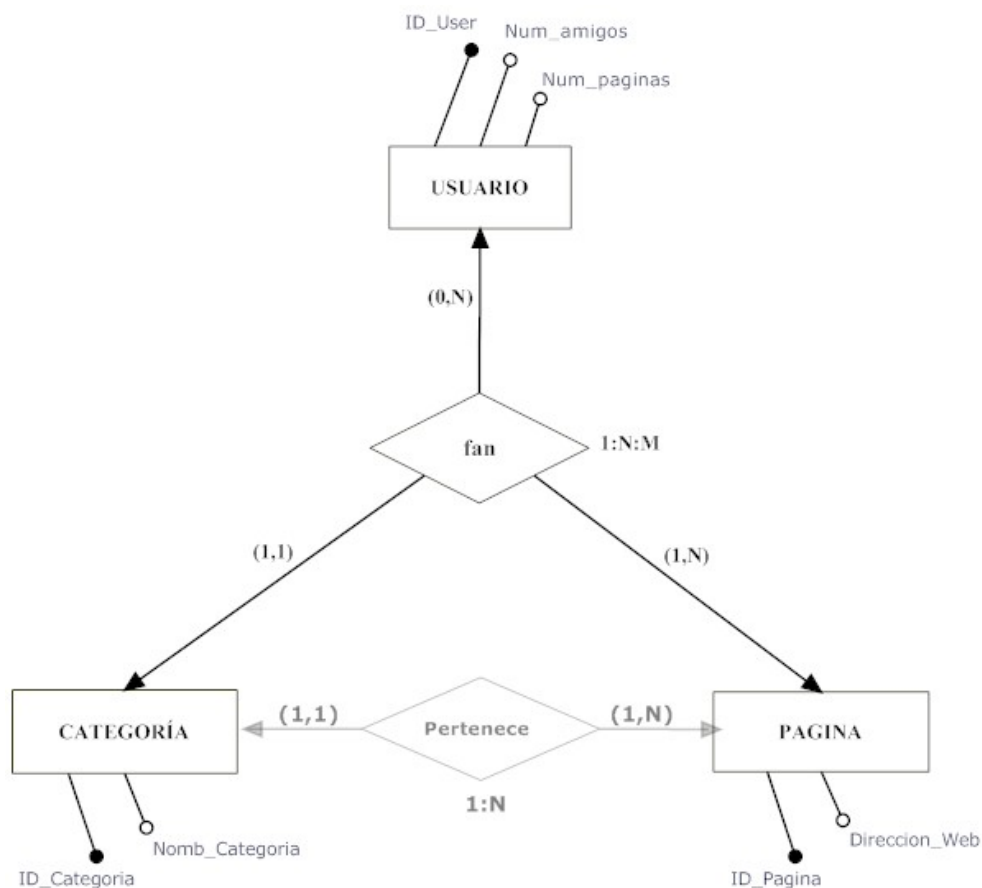 ID_User
Num_amigos
Num_paginas
USUARIO
(0,N)
fan
1:N:M
(1,1)
(1,N)
CATEGORÍA
(1,1)
Pertenece
(1,N)
PAGINA
1:N
Nomb_Categoria
Direccion_Web
ID_Categoria
ID_Pagina